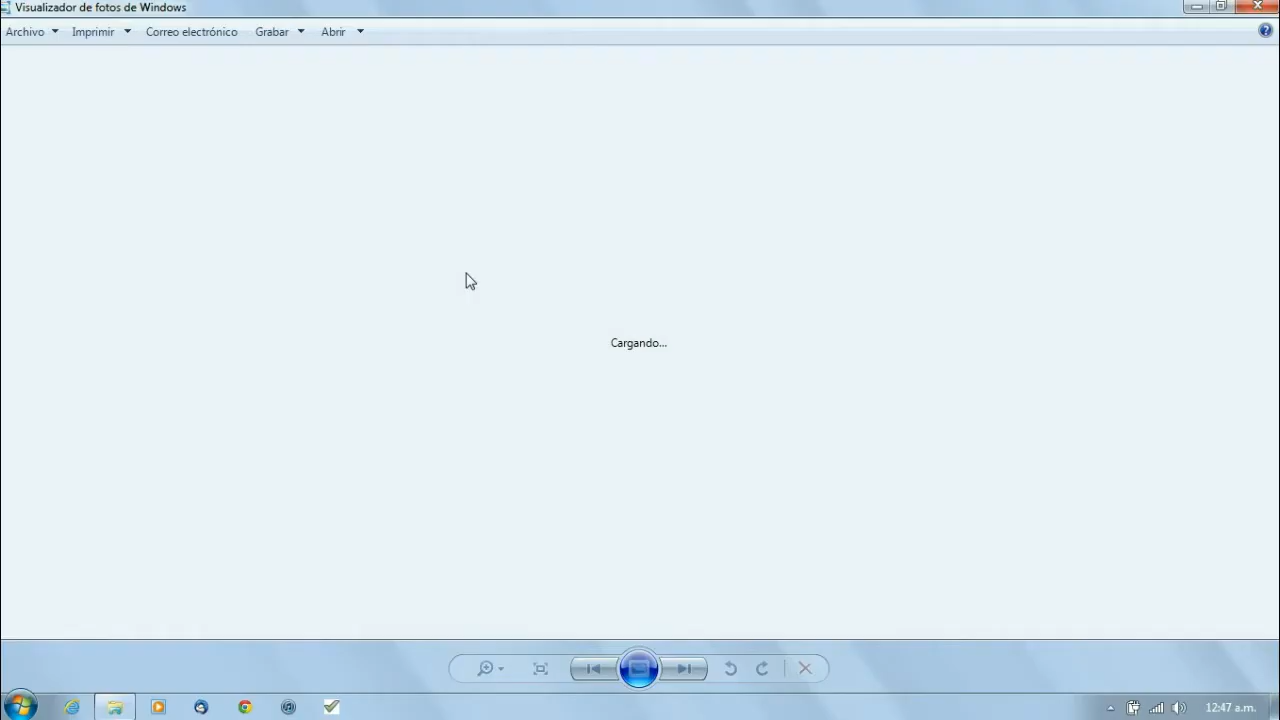 Visualizador de fotos de Windows
Archivo Imprimir Correo electrónico Grabar Abrir
Cargando...
12:47 a.m.